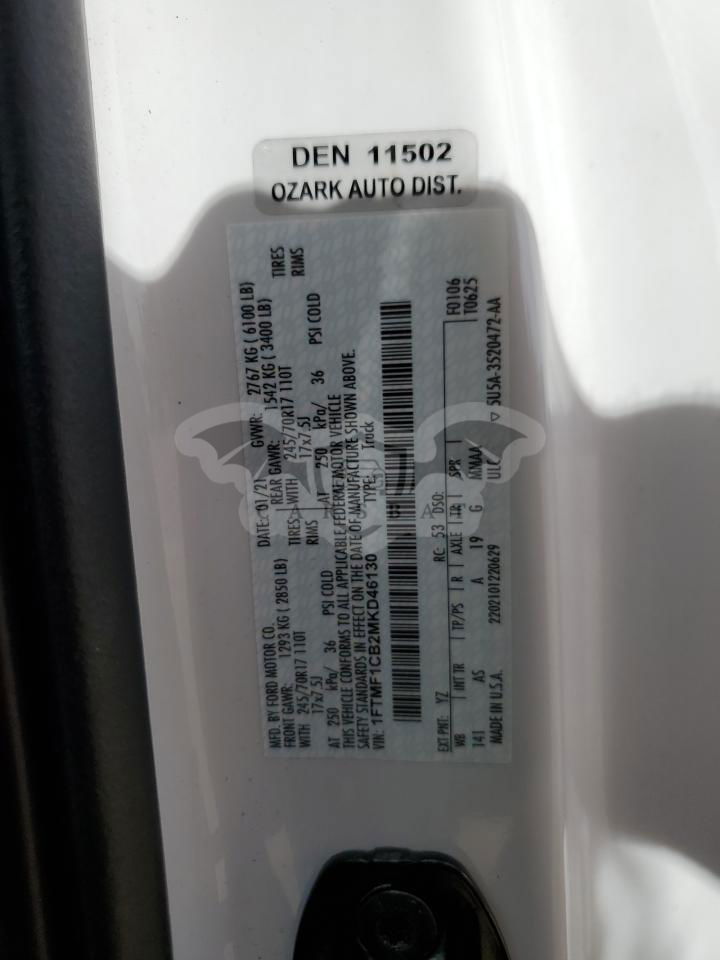 DEN 11502
OZARK AUTO DIST.
MFD. BY FORD MOTOR CO.
DATE: 01/21
GVWR: 2767 KG ( 6100 LB)
FRONT GAWR: 1293 KG ( 2850 LB)
REAR GAWR: 1542 KG ( 3400 LB)
WITH 245/70R17 110T
TIRES WITH 245/70R17 110T TIRES
17x7.5J
RIMS 17x7.5J RIMS
AT 250 kPa/ 36 PSI COLD
AT 250 kPa/ 36 PSI COLD
THIS VEHICLE CONFORMS TO ALL APPLICABLE FEDERAL MOTOR VEHICLE
SAFETY STANDARDS IN EFFECT ON THE DATE OF MANUFACTURE SHOWN ABOVE.
VIN: 1FTMF1CB2MKD46130
TYPE: Truck
F0106
T0625
EXT PNT: YZ RC: 53 DSO:
WB INT TR TP/PS R AXLE TR SPR
141 AS A 19 G MMAA
MADE IN U.S.A. 2202101220629 ULC 5U5A-3520472-AA